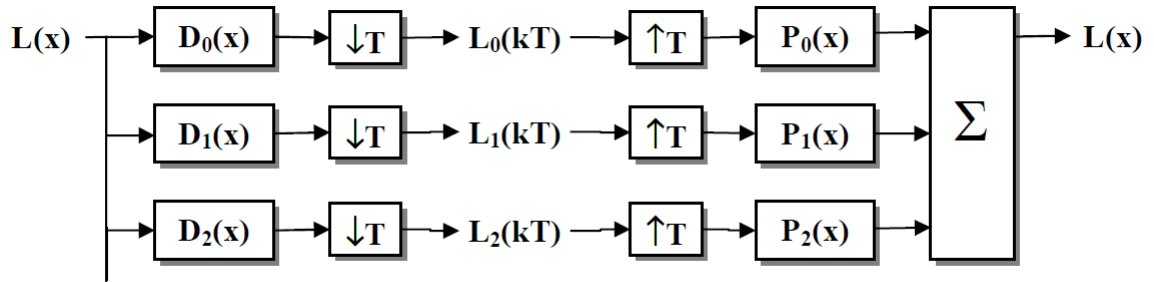 L(x) D₀(x) ↓T L₀(kT) ↑T P₀(x) L(x)
D₁(x) ↓T L₁(kT) ↑T P₁(x) Σ
D₂(x) ↓T L₂(kT) ↑T P₂(x)